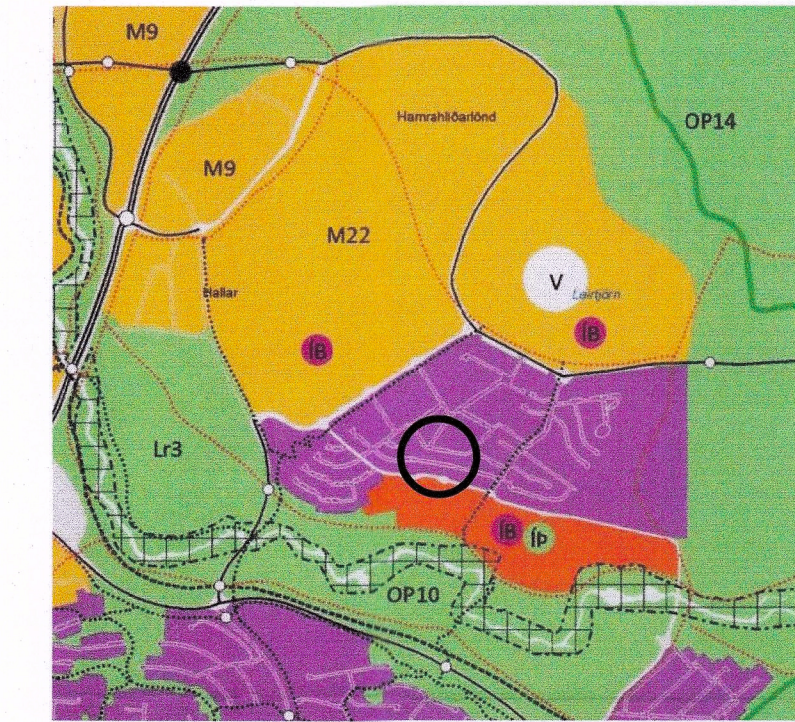 M9
OP14
Hamrahlíðarlönd
M9
M22
V
Leirtjörn
Hallar
ÍB
ÍB
Lr3
ÍB
ÍÞ
OP10